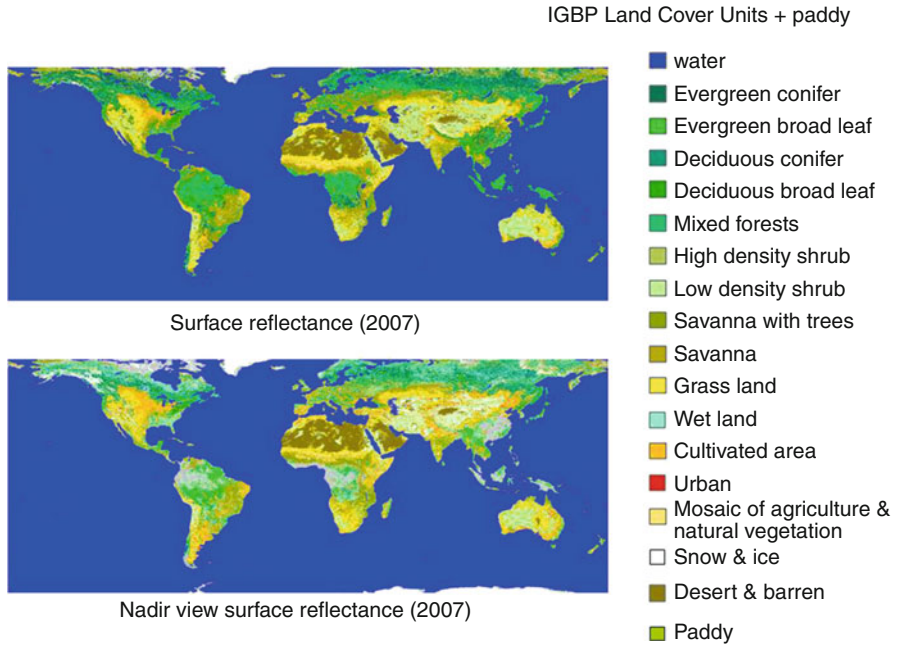 IGBP Land Cover Units + paddy
water
Evergreen conifer
Evergreen broad leaf
Deciduous conifer
Deciduous broad leaf
Mixed forests
High density shrub
Low density shrub
Savanna with trees
Savanna
Grass land
Wet land
Cultivated area
Urban
Mosaic of agriculture &
natural vegetation
Snow & ice
Desert & barren
Paddy
Surface reflectance (2007)
Nadir view surface reflectance (2007)